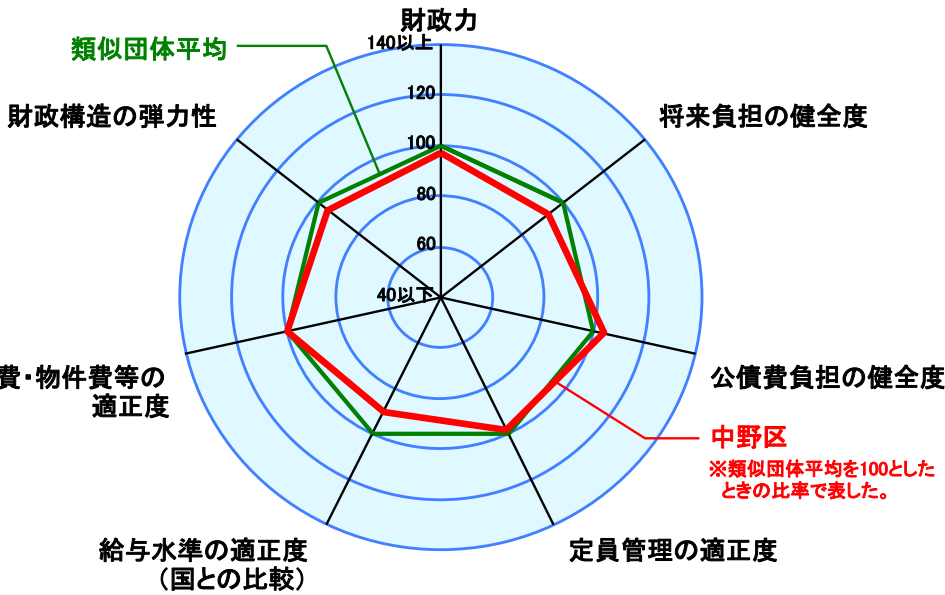 財政力
140以上
類似団体平均
120
財政構造の弾力性
将来負担の健全度
100
80
60
40以下
費・物件費等の
適正度
公債費負担の健全度
中野区
※類似団体平均を100とした
ときの比率で表した。
給与水準の適正度
（国との比較）
定員管理の適正度